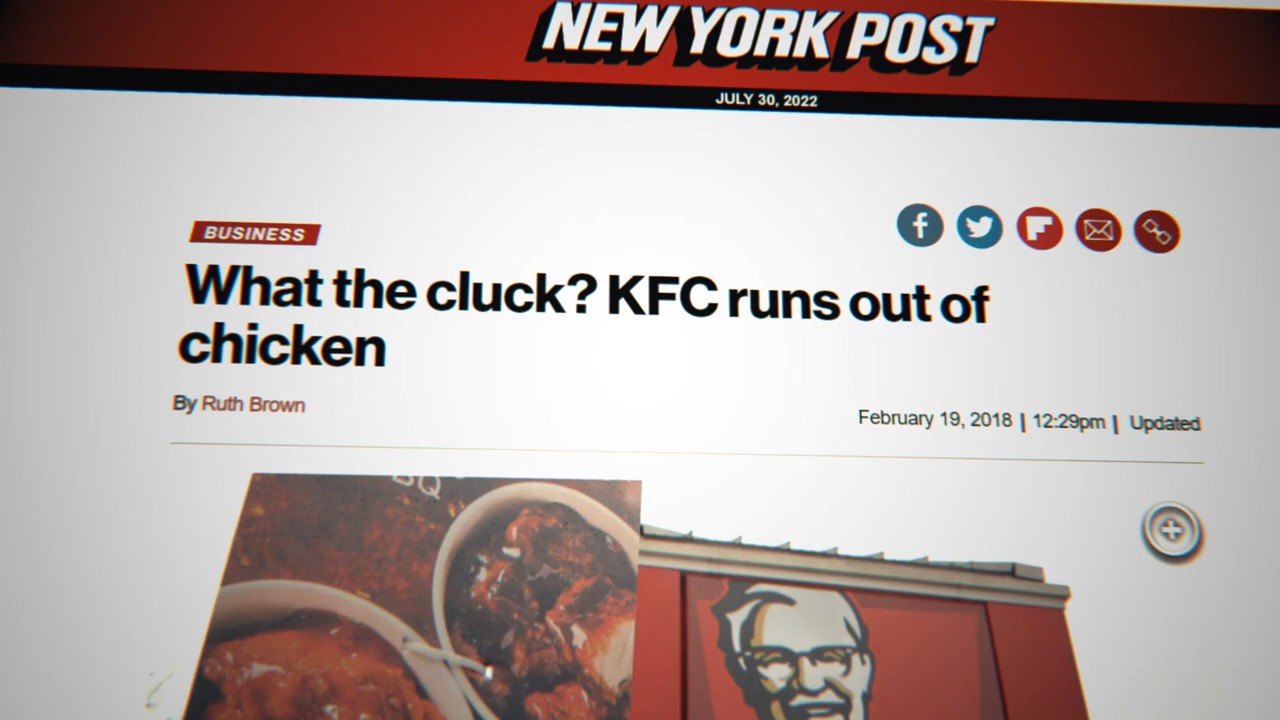 NEW YORK POST
JULY 30, 2022
BUSINESS
What the cluck? KFC runs out of
chicken
By Ruth Brown
February 19, 2018 | 12:29pm | Updated